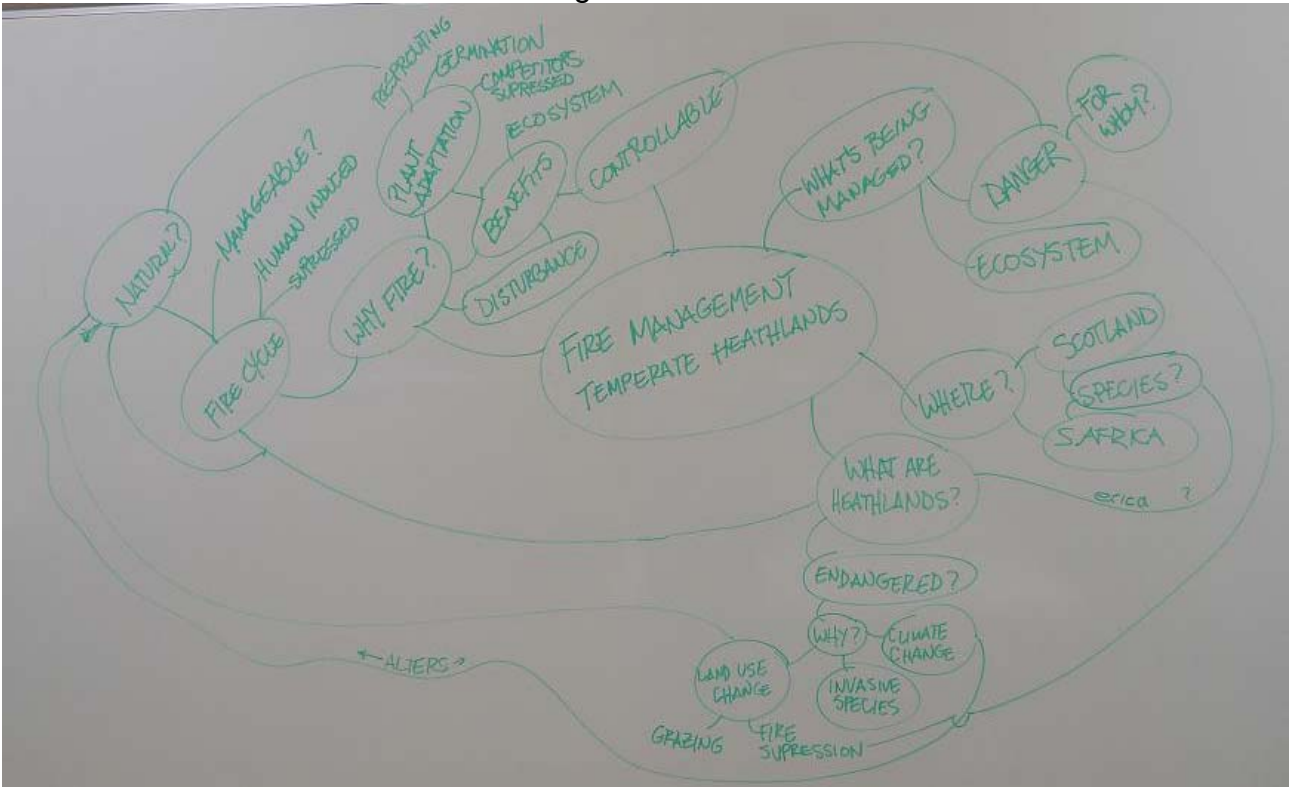 RESPROUTING
GERMINATION
COMPETITORS
SUPRESSED
PLANT
ADAPTATION
ECOSYSTEM
BENEFITS
CONTROLLABLE
WHAT'S BEING
MANAGED?
FOR
WHOM?
DANGER
ECOSYSTEM
NATURAL?
MANAGEABLE?
HUMAN INDUCED
SUPRESSED
FIRE CYCLE
WHY FIRE?
DISTURBANCE
FIRE MANAGEMENT
TEMPERATE HEATHLANDS
WHERE?
SCOTLAND
SPECIES?
S.AFRICA
WHAT ARE
HEATHLANDS?
erica ?
ENDANGERED?
WHY?
CLIMATE
CHANGE
LAND USE
CHANGE
INVASIVE
SPECIES
GRAZING
FIRE
SUPRESSION
ALTERS